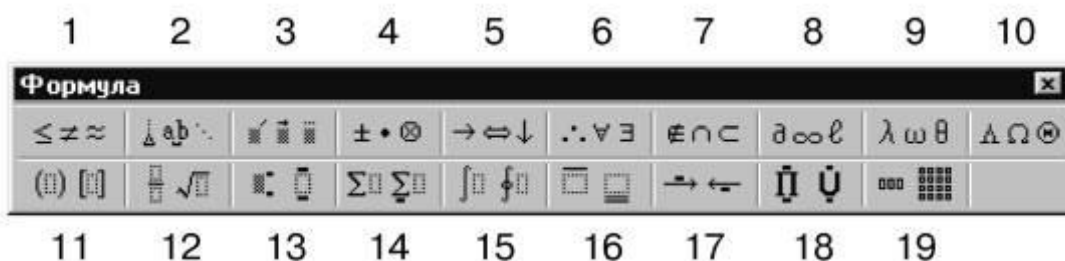 1 2 3 4 5 6 7 8 9 10
Формула
≤ ≠ ≈ a͟b ⋱ ± • ⊗ → ⇔ ↓ ∴ ∀ ∃ ∉ ∩ ⊂ ∂ ∞ ℓ λ ω θ Λ Ω Θ
(▯) [▯] √▯ Σ▯ Σ▯ ∫▯ ∮▯ → ← Π Ụ̇ ▯▯▯
11 12 13 14 15 16 17 18 19